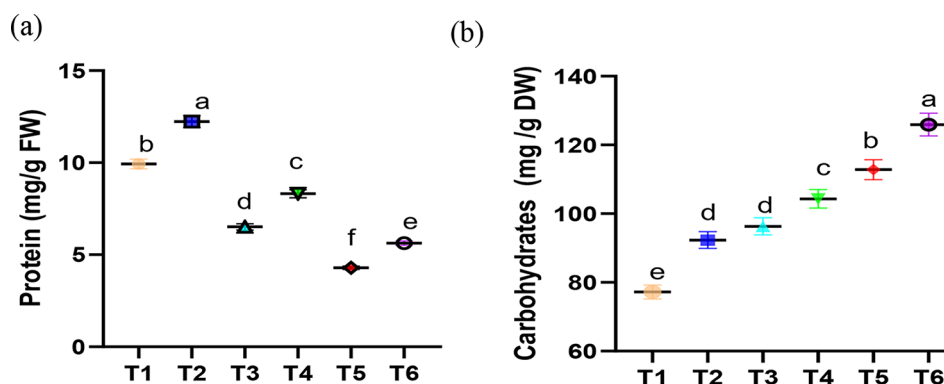 (a)
Protein (mg/g FW)
15
10
5
0
b
a
d
c
f
e
T1 T2 T3 T4 T5 T6
(b)
Carbohydrates (mg /g DW)
140
120
100
80
60
e
d
d
c
b
a
T1 T2 T3 T4 T5 T6